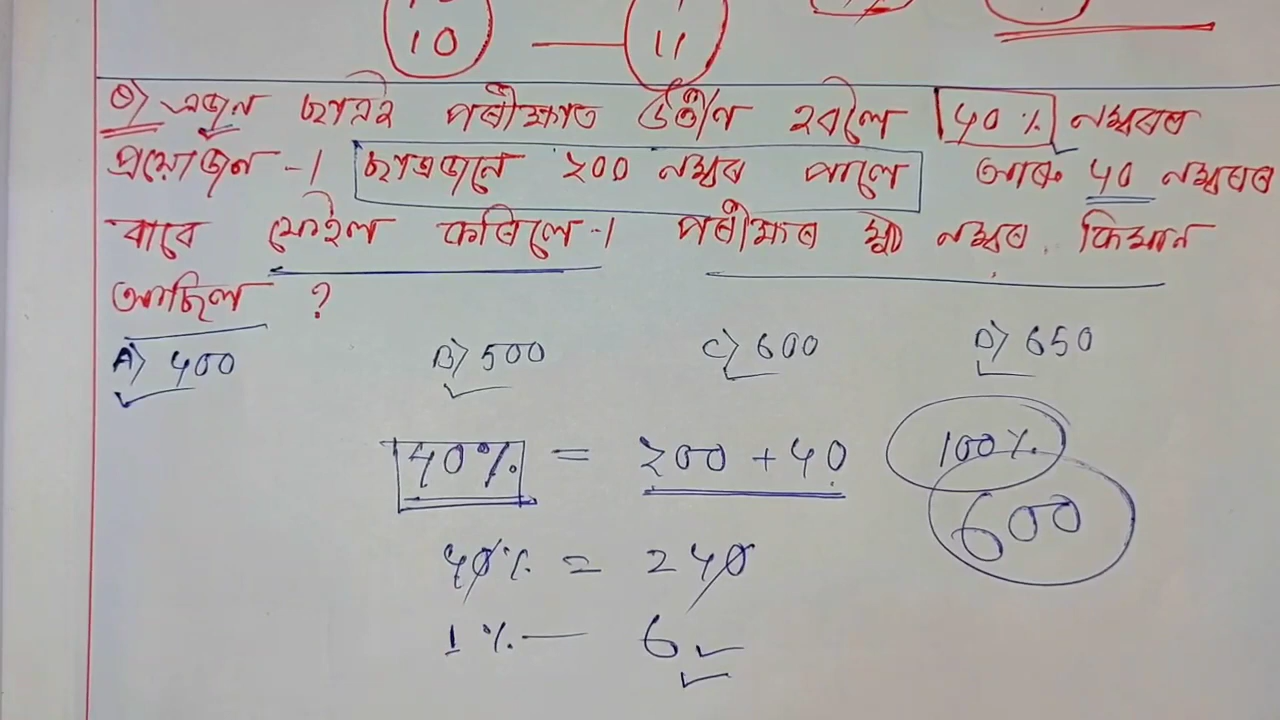 10 — 11
৩) এজন ছাত্ৰই পৰীক্ষাত উত্তীৰ্ণ হবলৈ 40% নম্বৰৰ
প্ৰয়োজন -। ছাত্ৰজনে 200 নম্বৰ পালে আৰু 40 নম্বৰৰ
বাবে ফেইল কৰিলে -। পৰীক্ষাৰ মুঠ নম্বৰ কিমান
আছিল ?
A) 400 B) 500 C) 600 D) 650
40% = 200 + 40 100%
40% = 240 600
1% — 6